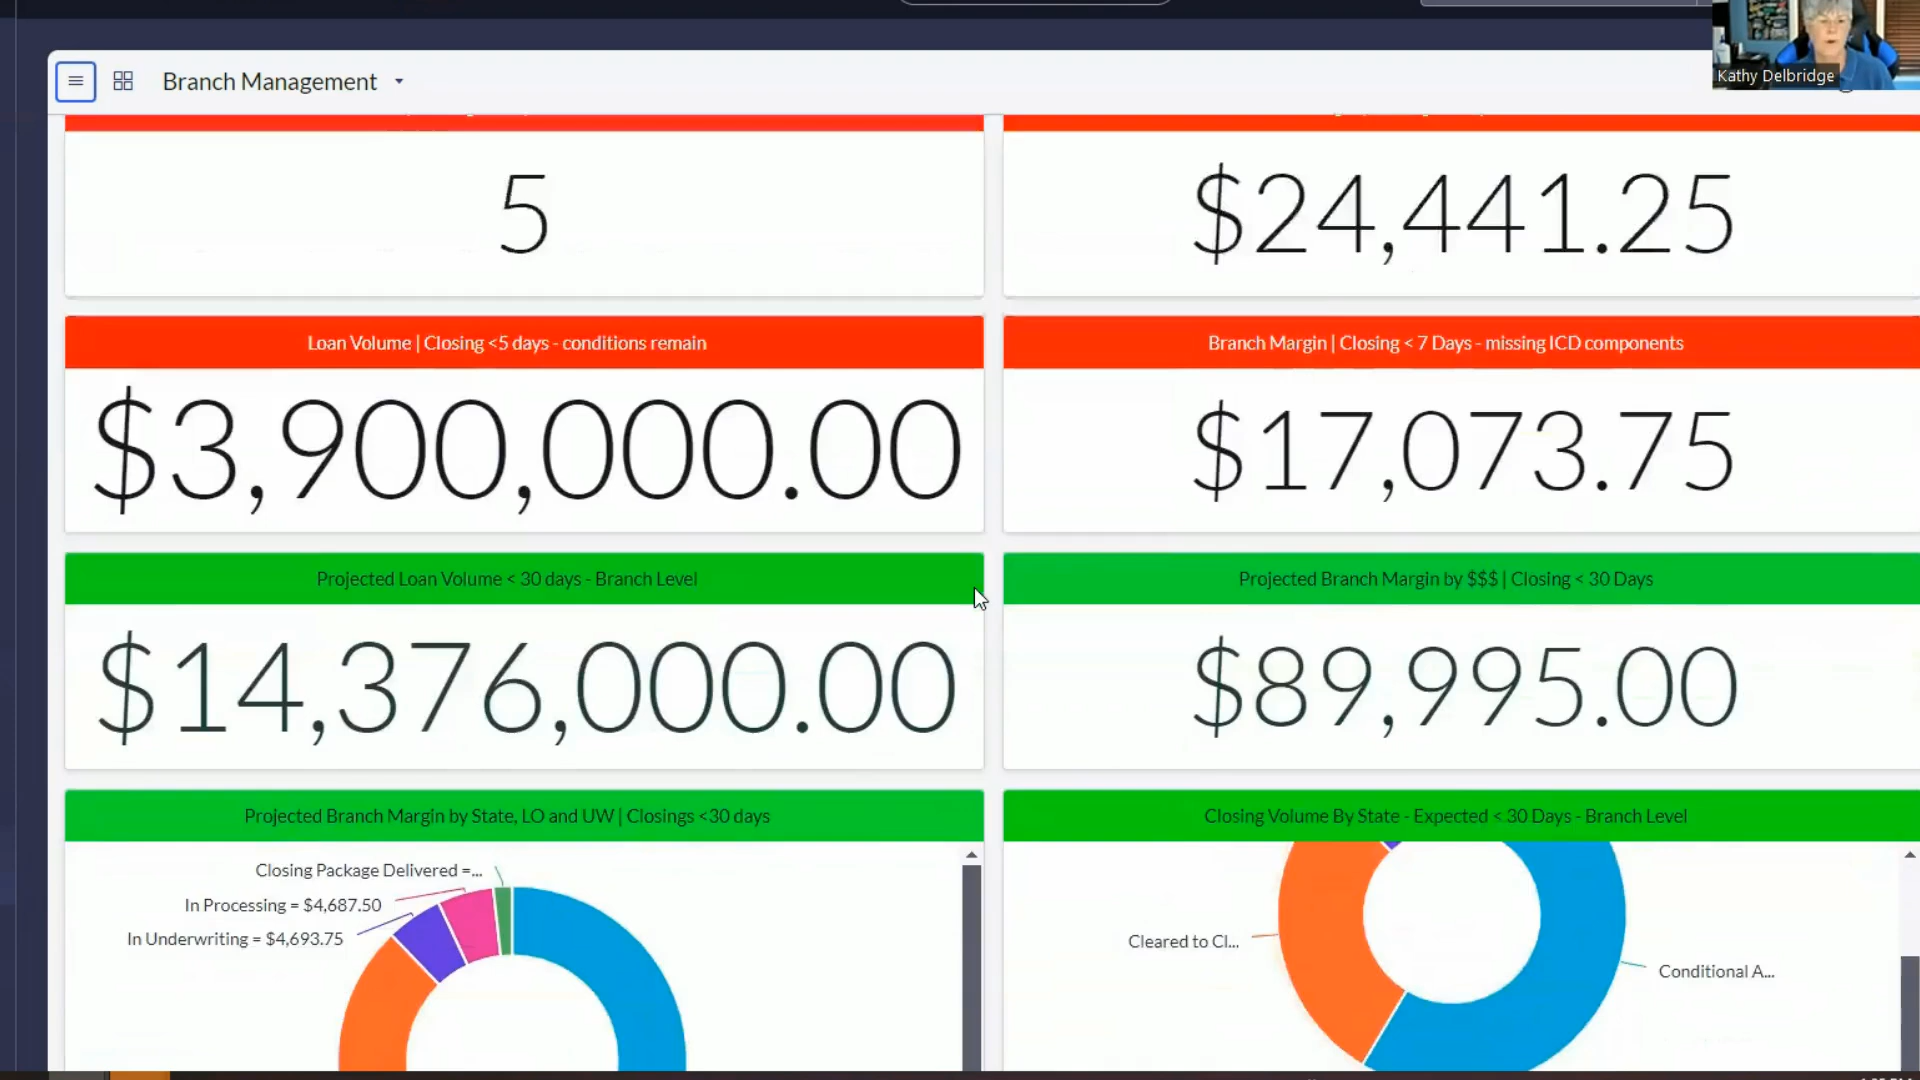 Branch Management
Kathy Delbridge
5
$24,441.25
Loan Volume | Closing <5 days - conditions remain
Branch Margin | Closing < 7 Days - missing ICD components
$3,900,000.00
$17,073.75
Projected Loan Volume < 30 days - Branch Level
Projected Branch Margin by $$$ | Closing < 30 Days
$14,376,000.00
$89,995.00
Projected Branch Margin by State, LO and UW | Closings <30 days
Closing Volume By State - Expected < 30 Days - Branch Level
Closing Package Delivered =...
In Processing = $4,687.50
In Underwriting = $4,693.75
Cleared to Cl...
Conditional A...